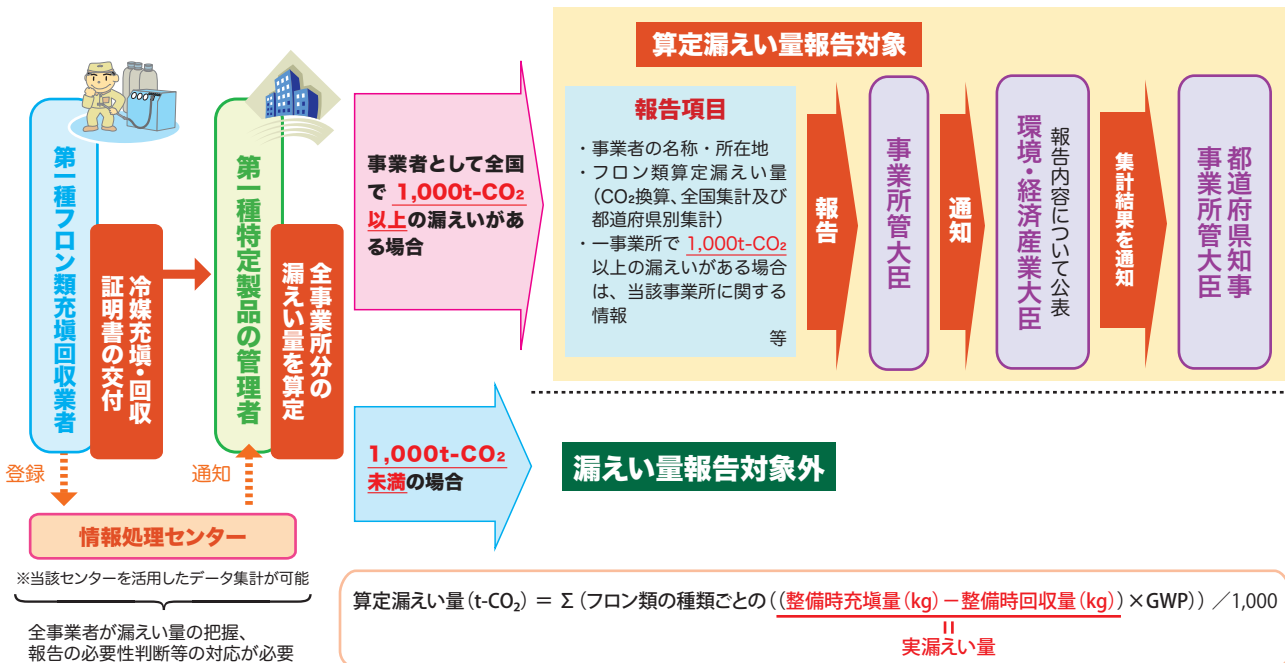 算定漏えい量報告対象
第一種フロン類充塡回収業者
冷媒充塡・回収
証明書の交付
第一種特定製品の管理者
全事業所分の
漏えい量を算定
事業者として全国
で 1,000t-CO₂
以上の漏えいがあ
る場合
報告項目
・事業者の名称・所在地
・フロン類算定漏えい量
（CO₂換算、全国集計及び
都道府県別集計）
・一事業所で 1,000t-CO₂
以上の漏えいがある場合
は、当該事業所に関する
情報
等
報告
事業所管大臣
通知
環境・経済産業大臣
報告内容について公表
集計結果を通知
都道府県知事
事業所管大臣
1,000t-CO₂
未満の場合
漏えい量報告対象外
登録
通知
情報処理センター
※当該センターを活用したデータ集計が可能
全事業者が漏えい量の把握、
報告の必要性判断等の対応が必要
算定漏えい量（t-CO₂）＝ Σ（フロン類の種類ごとの（（整備時充塡量（kg）－整備時回収量（kg））×GWP））／1,000
＝
実漏えい量